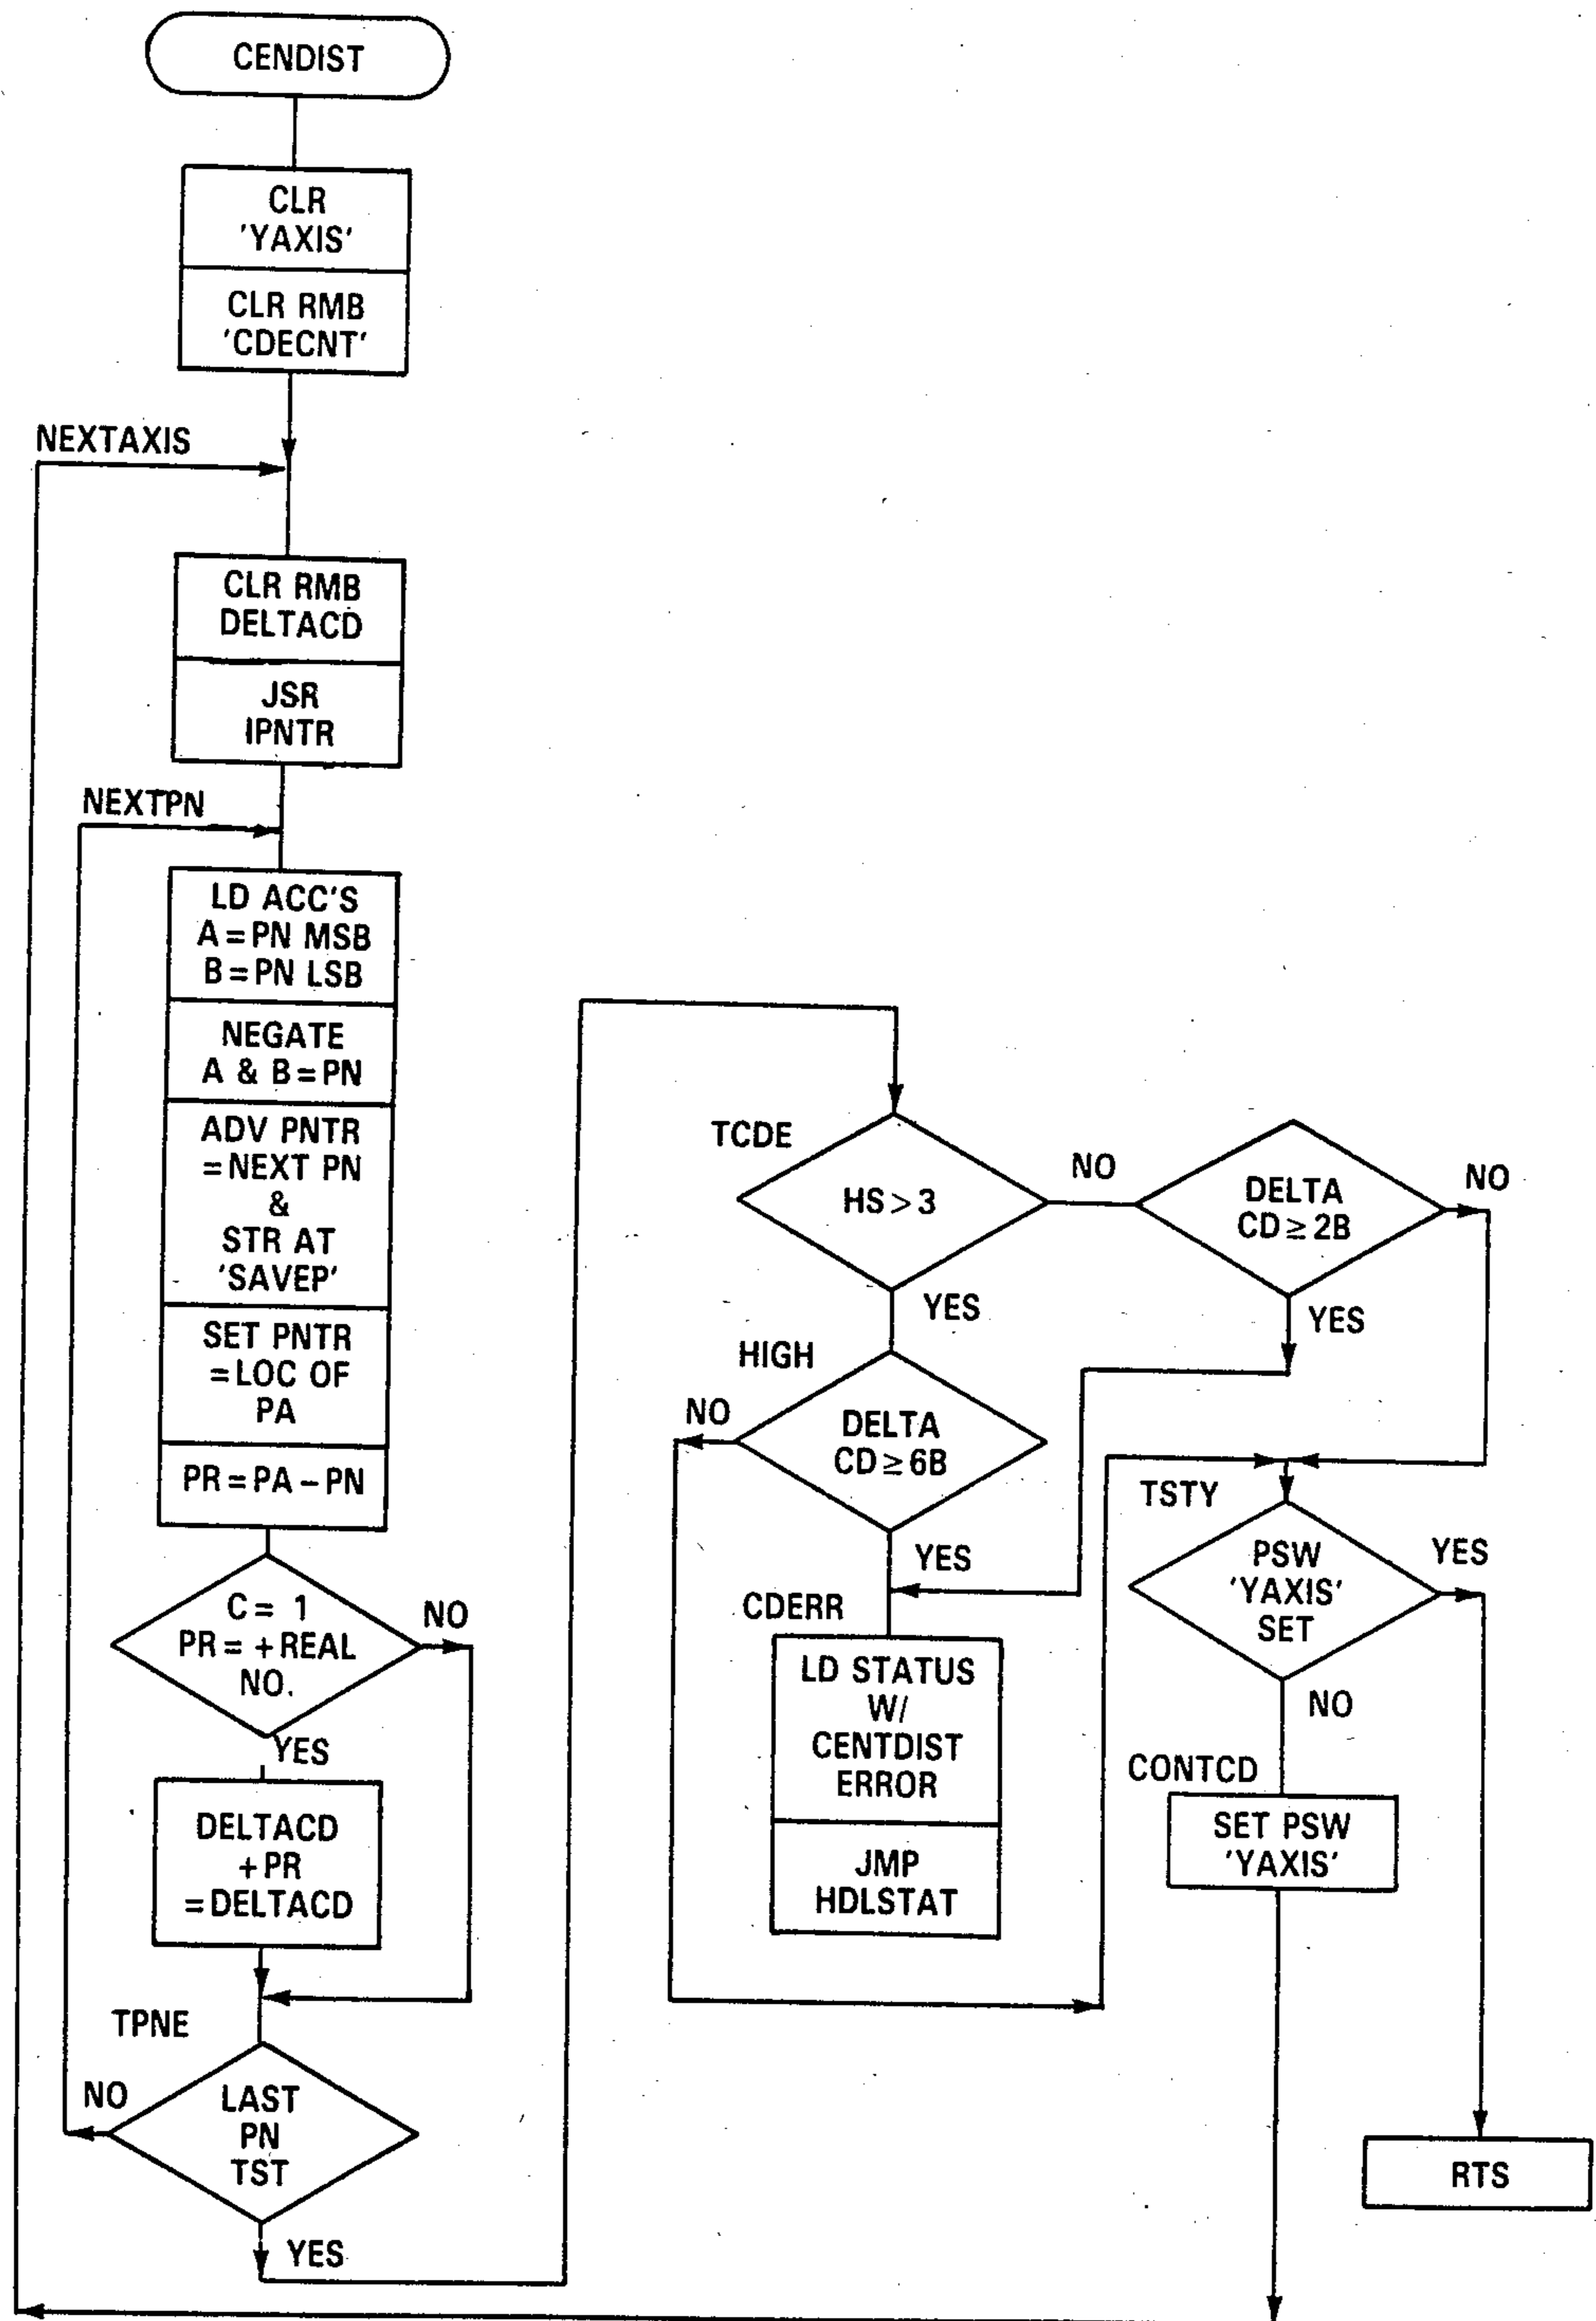 CENDIST
CLR
'YAXIS'
CLR RMB
'CDECNT'
NEXTAXIS
CLR RMB
DELTACD
JSR
IPNTR
NEXTPN
LD ACC'S
A=PN MSB
B=PN LSB
NEGATE
A & B=PN
ADV PNTR
=NEXT PN
&
STR AT
'SAVEP'
SET PNTR
=LOC OF
PA
PR=PA-PN
C= 1
PR= +REAL
NO.
NO
YES
DELTACD
+PR
=DELTACD
TPNE
LAST
PN
TST
NO
YES
TCDE
HS>3
NO
YES
DELTA
CD≥2B
NO
YES
HIGH
DELTA
CD≥6B
NO
YES
CDERR
LD STATUS
W/
CENTDIST
ERROR
JMP
HDLSTAT
TSTY
PSW
'YAXIS'
SET
YES
NO
CONTCD
SET PSW
'YAXIS'
RTS